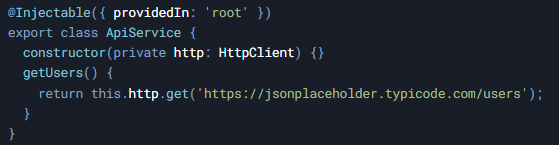 @Injectable({ providedIn: 'root' })
export class ApiService {
  constructor(private http: HttpClient) {}
  getUsers() {
    return this.http.get('https://jsonplaceholder.typicode.com/users');
  }
}